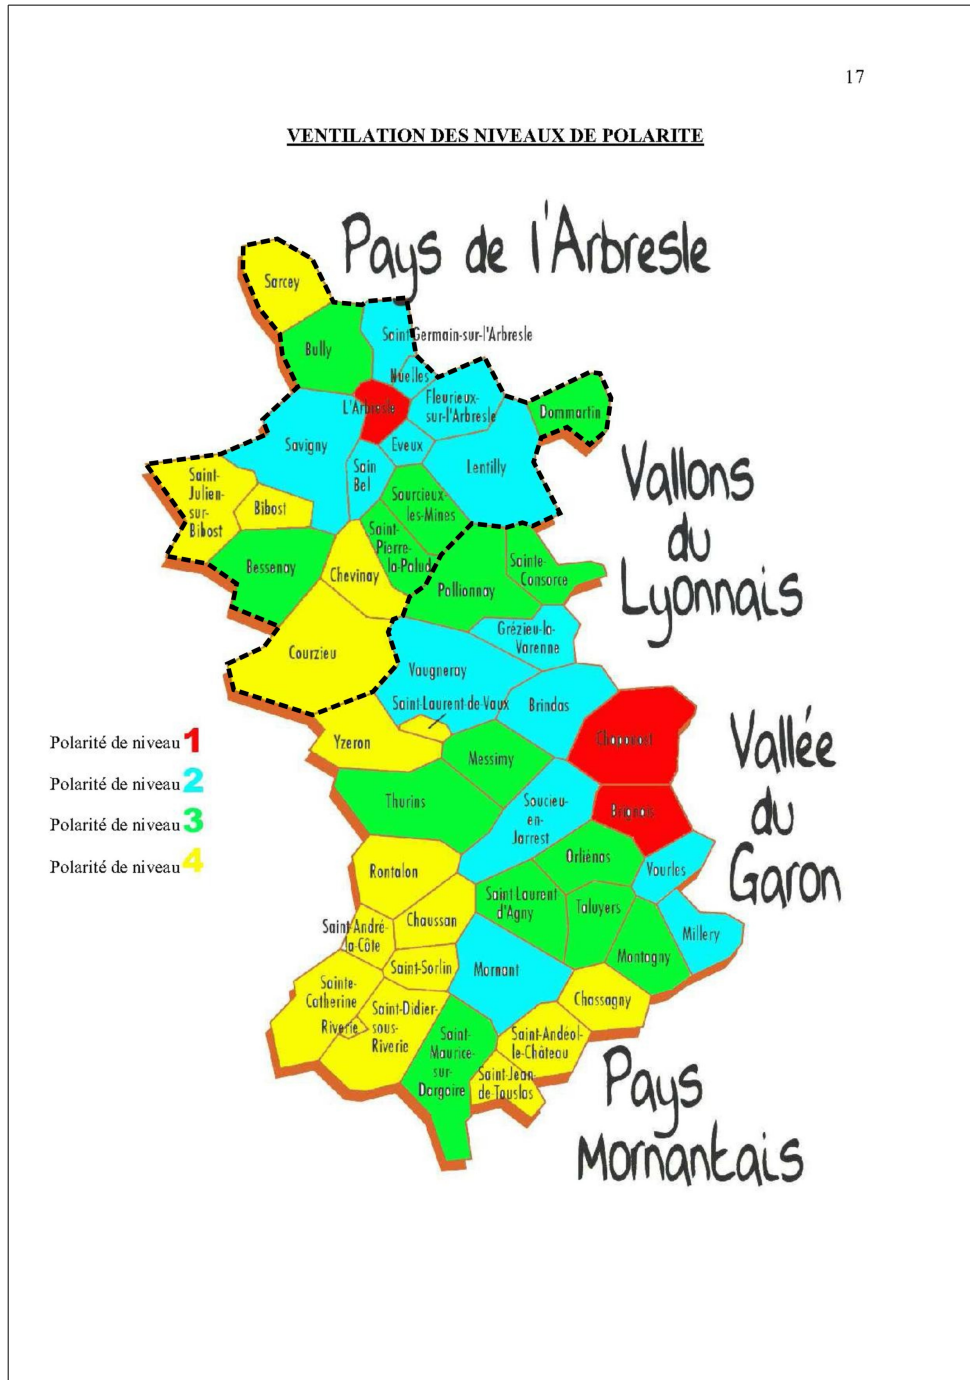 17
VENTILATION DES NIVEAUX DE POLARITE
Pays de l'Arbresle
Sarcey
Saint-Germain-sur-l'Arbresle
Bully
Nuelles
L'Arbresle
Fleurieux-
sur-l'Arbresle
Dommartin
Savigny
Eveux
Sain
Bel
Lentilly
Saint-
Julien-
sur-
Bibost
Bibost
Sourcieux-
les-Mines
Vallons
du
Lyonnais
Saint-
Pierre-
la-Palud
Bessenay
Chevinay
Sainte-
Consorce
Pollionnay
Grézieu-la-
Varenne
Courzieu
Vaugneray
Saint-Laurent-de-Vaux
Brindas
Yzeron
Messimy
Chaponost
Vallée
du
Garon
Polarité de niveau 1
Polarité de niveau 2
Polarité de niveau 3
Polarité de niveau 4
Thurins
Soucieu-
en-
Jarrest
Brignais
Orliénas
Vourles
Rontalon
Saint Laurent
d'Agny
Taluyers
Chaussan
Saint-André-
la-Côte
Millery
Montagny
Saint-Sorlin
Mornant
Sainte-
Catherine
Chassagny
Riverie
Saint-Didier-
sous-
Riverie
Saint-
Maurice-
sur-
Dargoire
Saint-Andéol-
le-Château
Saint-Jean-
de-Touslas
Pays
Mornantais